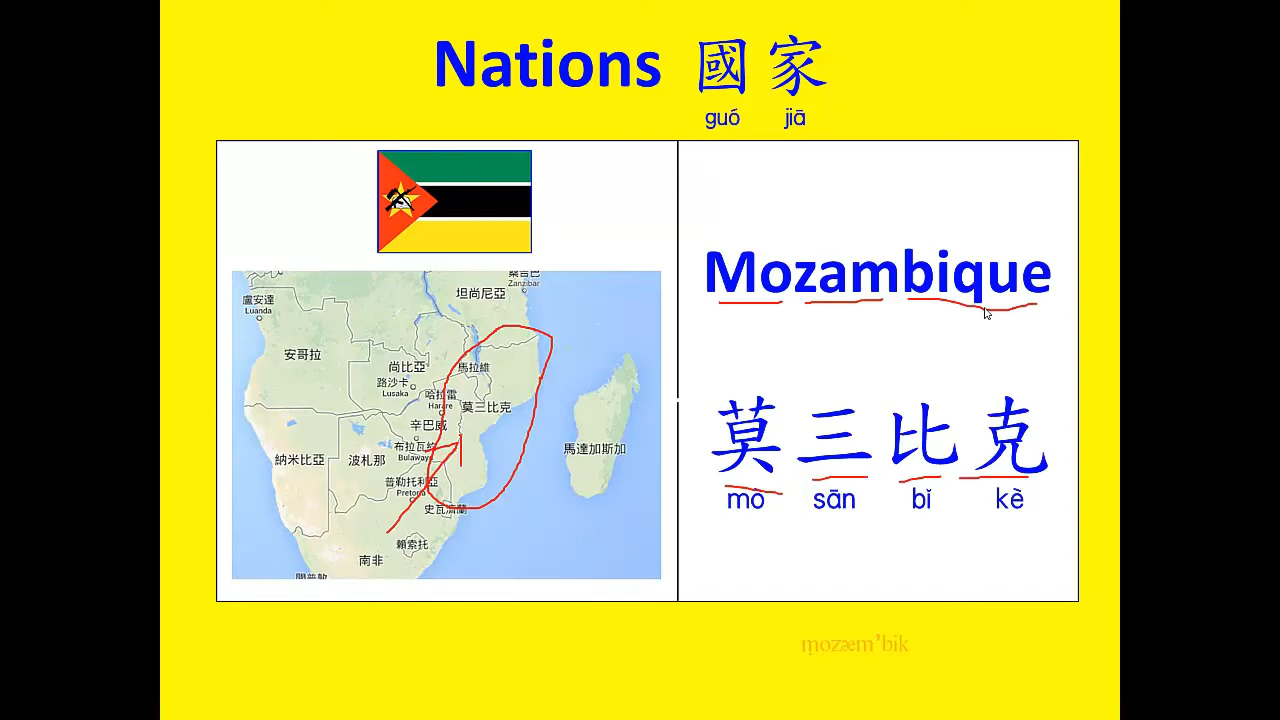 Nations 國家
guó jiā
桑吉巴
Zanzibar
坦尚尼亞
盧安達
Luanda
安哥拉
尚比亞
馬拉維
路沙卡
Lusaka
哈拉雷
Harare
莫三比克
辛巴威
布拉瓦約
Bulawayo
馬達加斯加
納米比亞
波札那
普勒托利亞
Pretoria
史瓦濟蘭
賴索托
南非
開普敦
Mozambique
莫三比克
mò sān bǐ kè
ṃozæm’bik